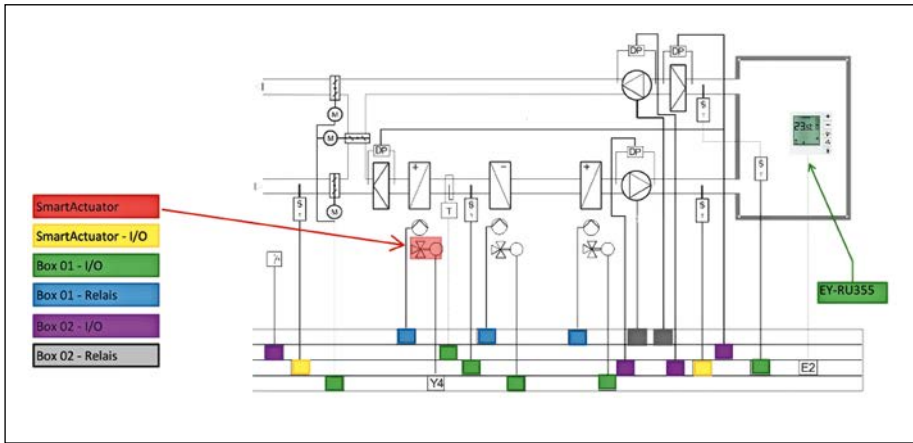 DP
DP
M
S
23
M
DP
DP
S
+
-
+
SmartActuator
M
S
T
S
S
SmartActuator - I/O
Box 01 - I/O
EY-RU355
Box 01 - Relais
Box 02 - I/O
Box 02 - Relais
E2
Y4